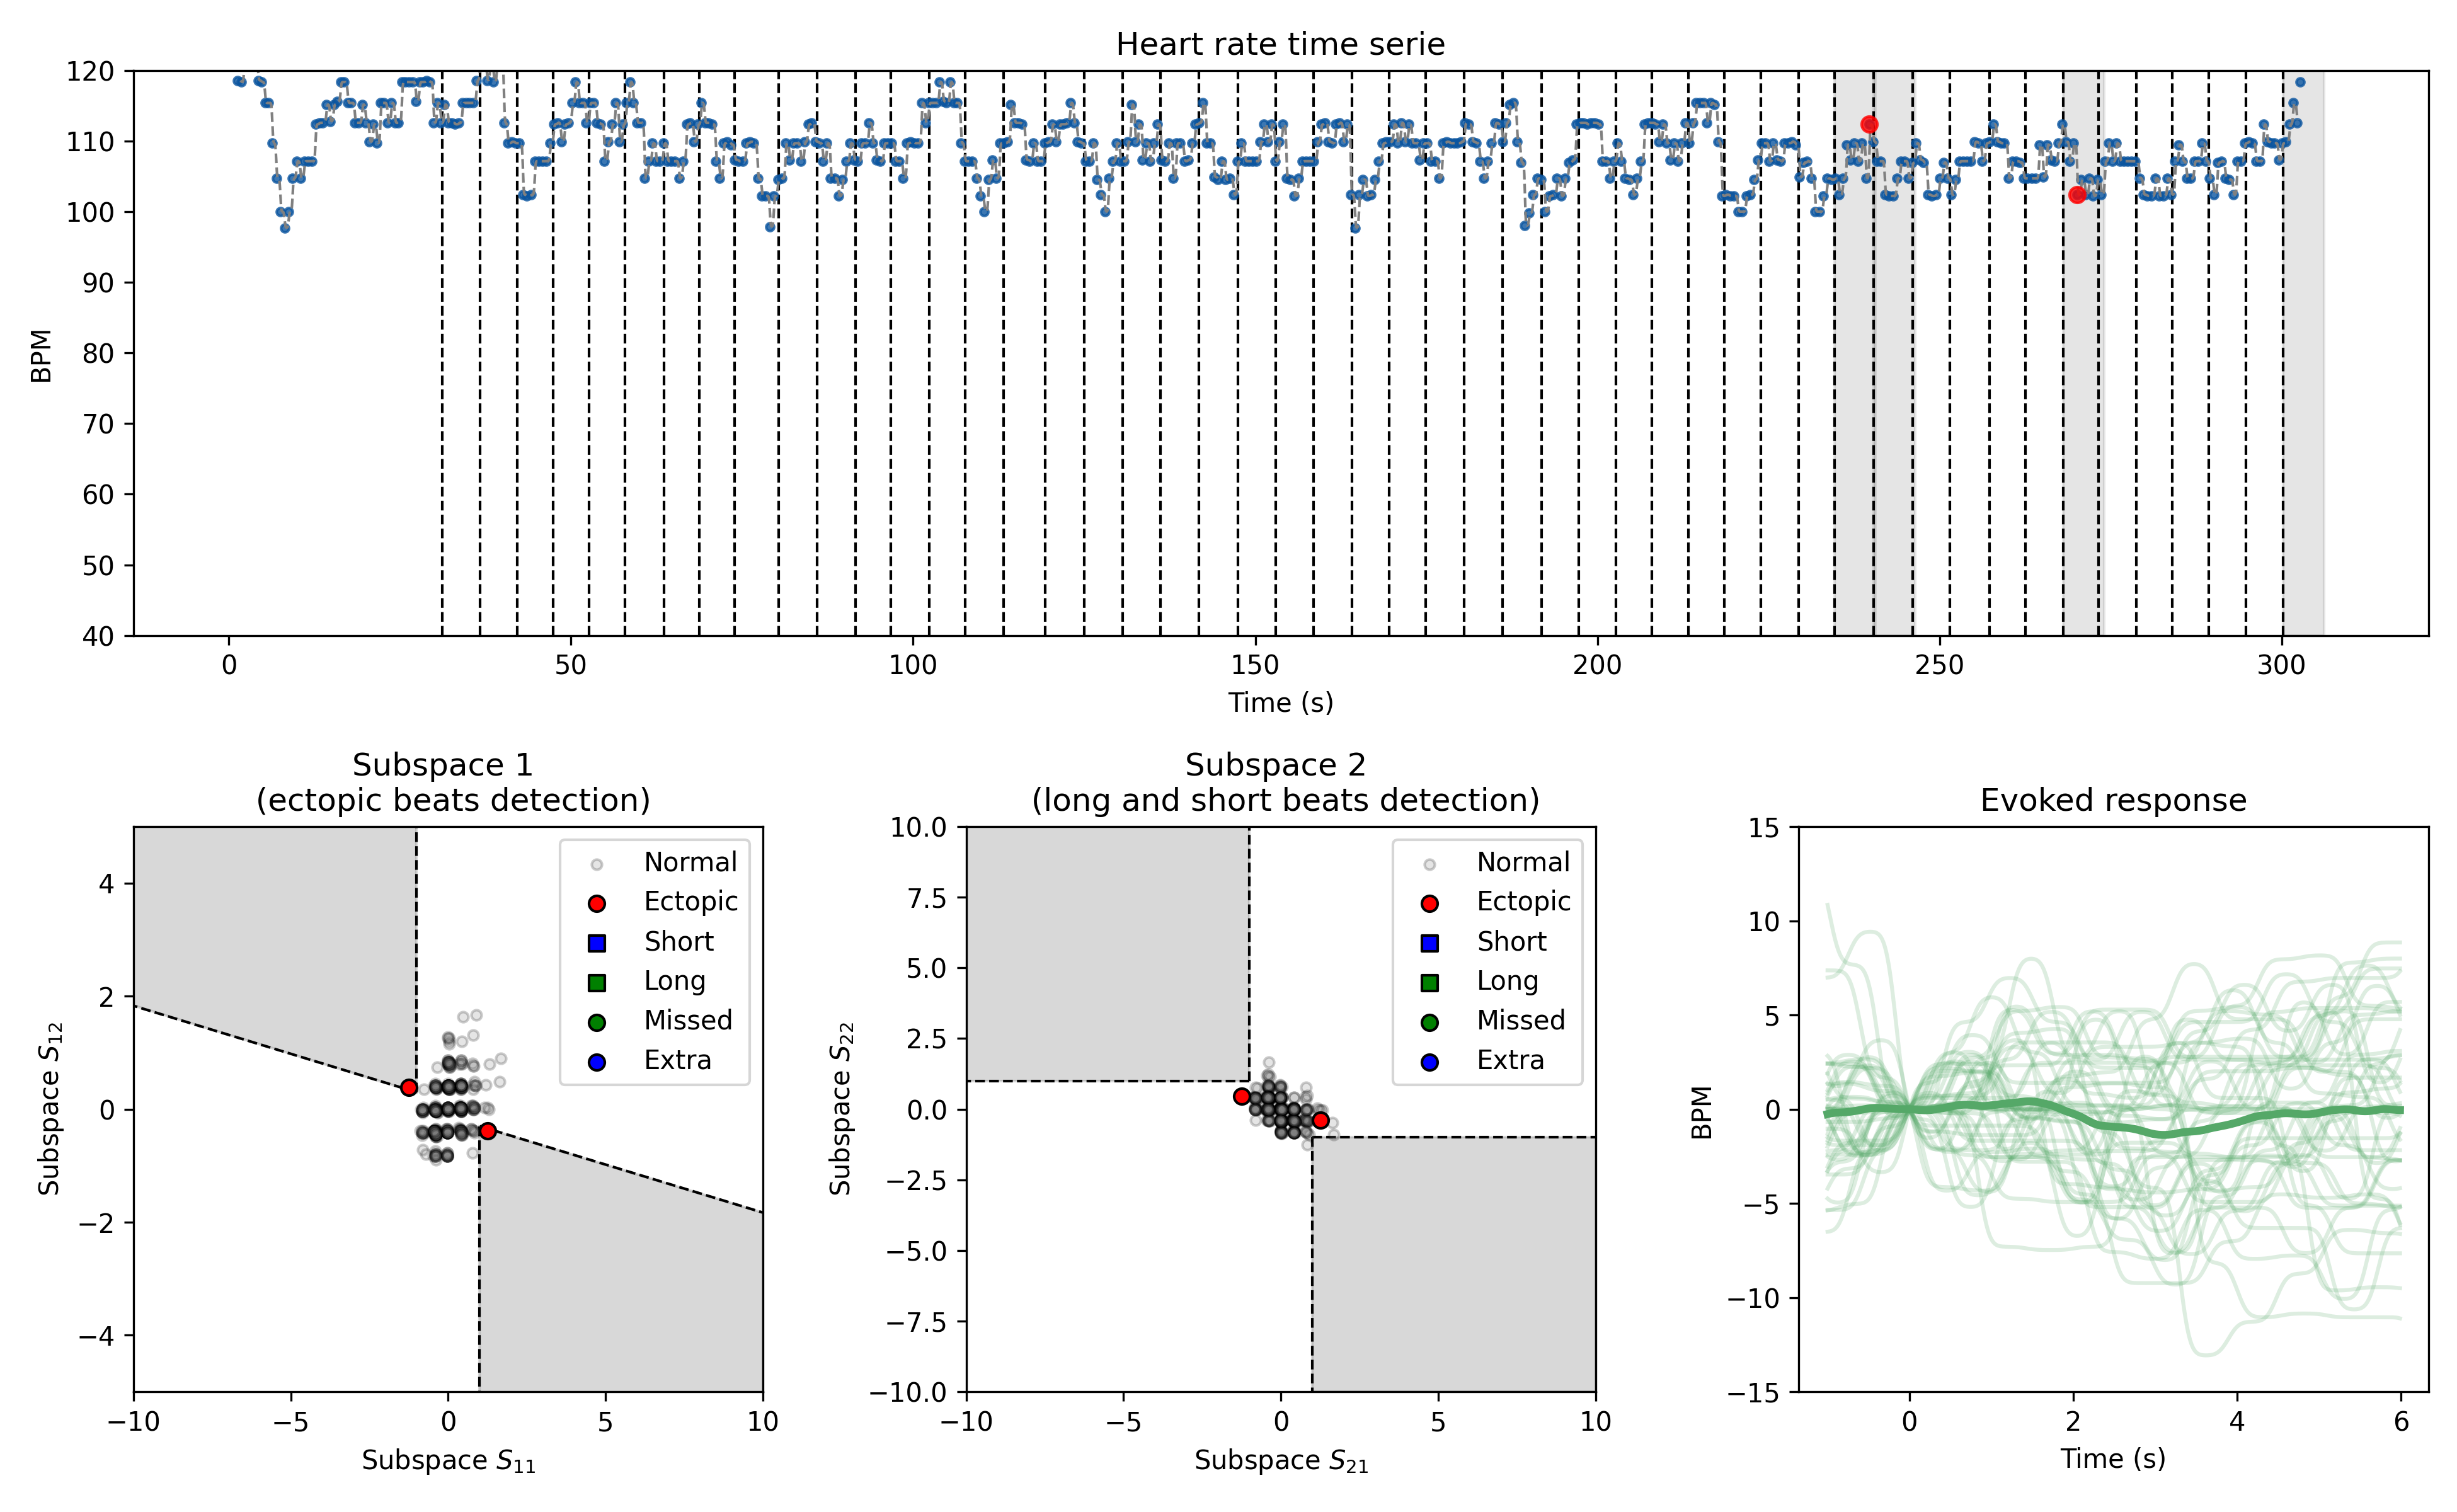 Heart rate time serie
120
110
100
90
80
70
60
50
40
BPM
0 50 100 150 200 250 300
Time (s)
Subspace 1
(ectopic beats detection)
4
2
0
−2
−4
Subspace S12
−10 −5 0 5 10
Subspace S11
Normal
Ectopic
Short
Long
Missed
Extra
Subspace 2
(long and short beats detection)
10.0
7.5
5.0
2.5
0.0
−2.5
−5.0
−7.5
−10.0
Subspace S22
−10 −5 0 5 10
Subspace S21
Normal
Ectopic
Short
Long
Missed
Extra
Evoked response
15
10
5
0
−5
−10
−15
BPM
0 2 4 6
Time (s)